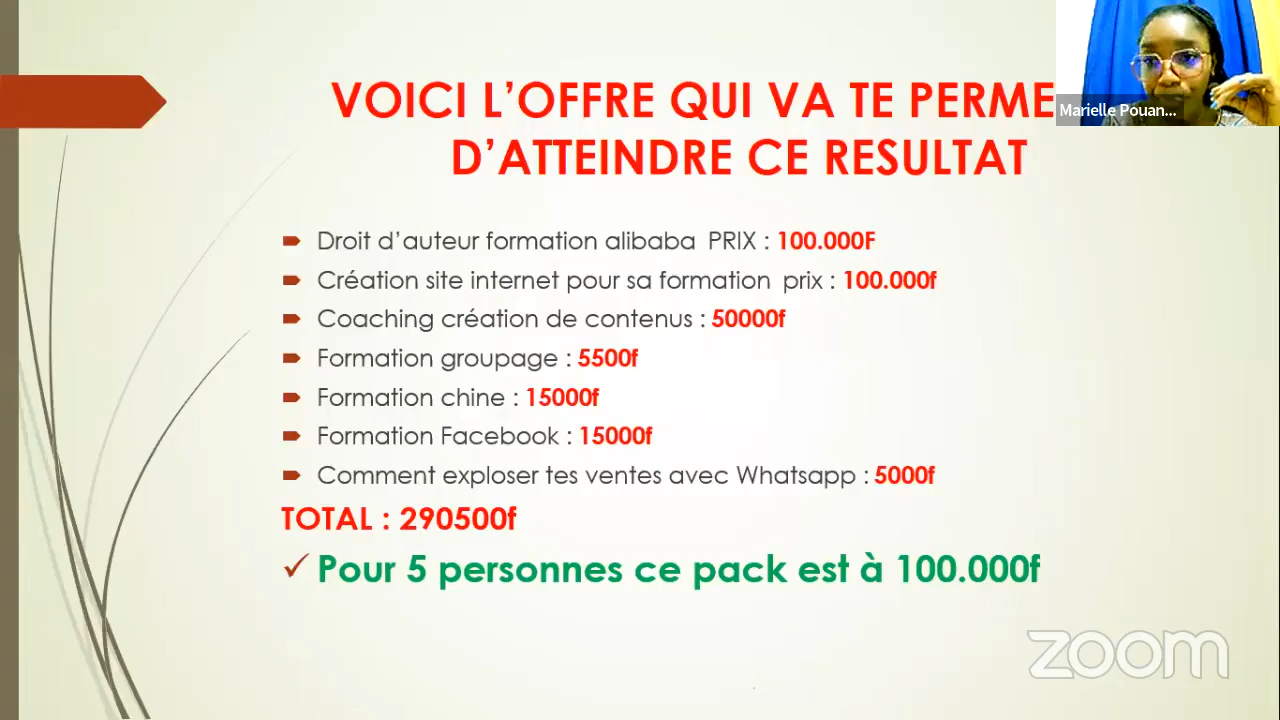 VOICI L’OFFRE QUI VA TE PERME
D’ATTEINDRE CE RESULTAT
Marielle Pouan...
Droit d’auteur formation alibaba PRIX : 100.000F
Création site internet pour sa formation prix : 100.000f
Coaching création de contenus : 50000f
Formation groupage : 5500f
Formation chine : 15000f
Formation Facebook : 15000f
Comment exploser tes ventes avec Whatsapp : 5000f
TOTAL : 290500f
Pour 5 personnes ce pack est à 100.000f
zoom